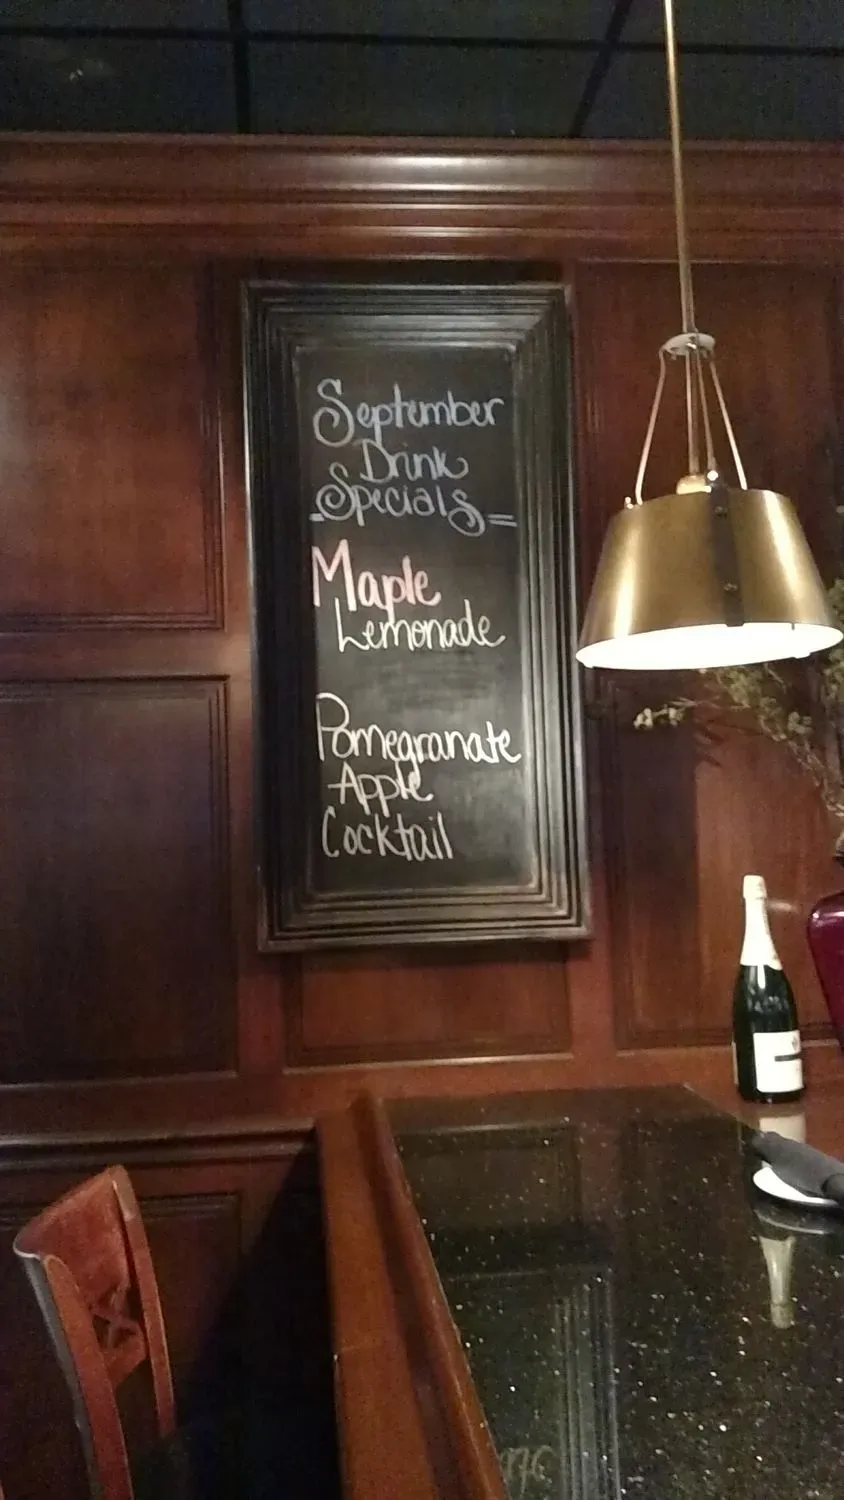 September
Drink
Specials
Maple
Lemonade
Pomegranate
Apple
Cocktail